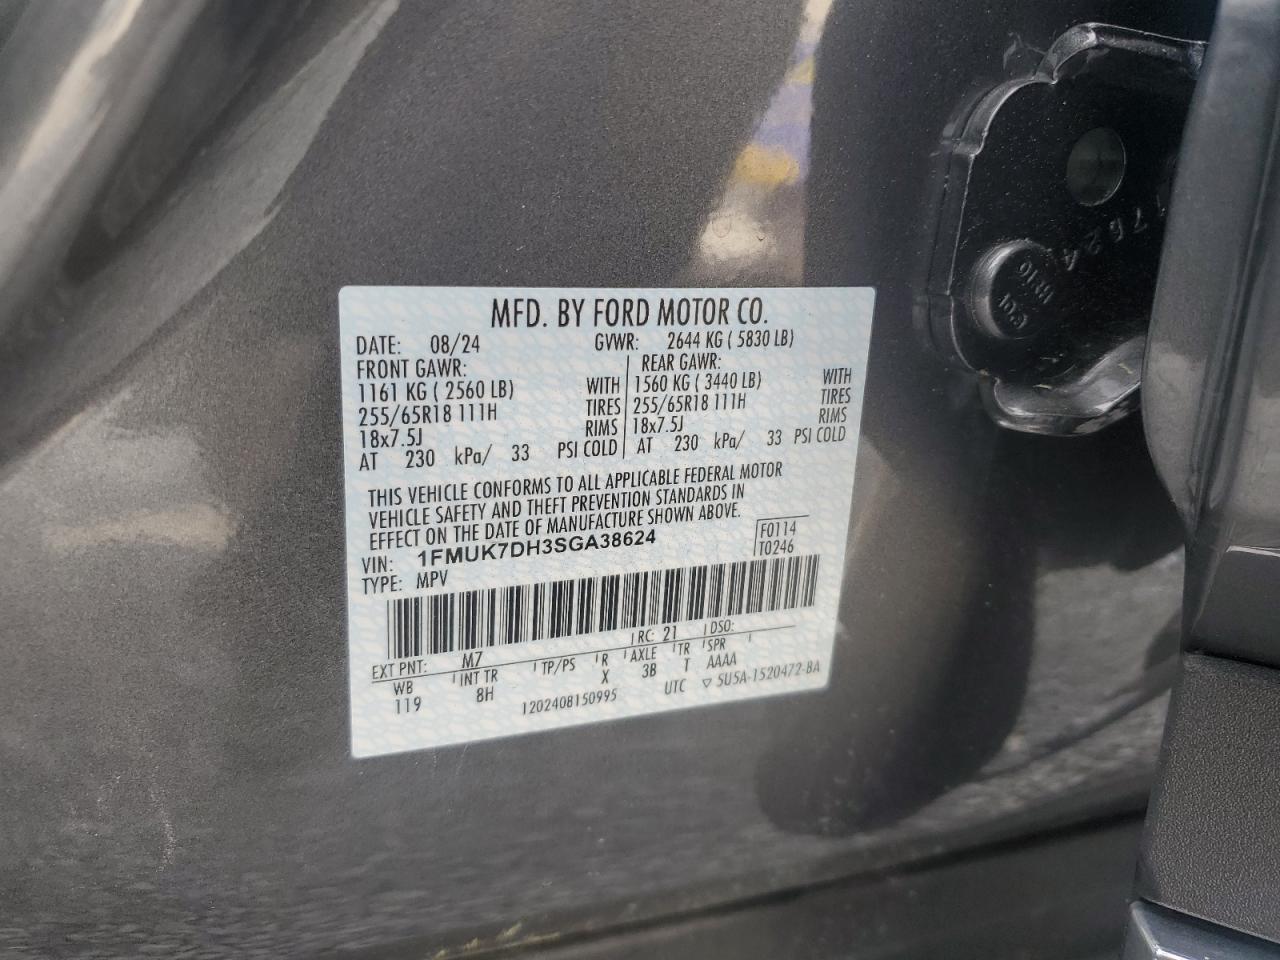 MFD. BY FORD MOTOR CO.
DATE: 08/24 GVWR: 2644 KG ( 5830 LB)
FRONT GAWR: REAR GAWR:
1161 KG ( 2560 LB) WITH 1560 KG ( 3440 LB) WITH
255/65R18 111H TIRES 255/65R18 111H TIRES
18x7.5J RIMS 18x7.5J RIMS
AT 230 kPa/ 33 PSI COLD AT 230 kPa/ 33 PSI COLD
THIS VEHICLE CONFORMS TO ALL APPLICABLE FEDERAL MOTOR
VEHICLE SAFETY AND THEFT PREVENTION STANDARDS IN
EFFECT ON THE DATE OF MANUFACTURE SHOWN ABOVE.
VIN: 1FMUK7DH3SGA38624 F0114
TYPE: MPV T0246
EXT PNT: M7 RC: 21 DSO:
WB INT TR TP/PS R AXLE TR SPR
119 8H X 3B T AAAA
1202408150995 UTC ▽ SU5A-1520472-BA